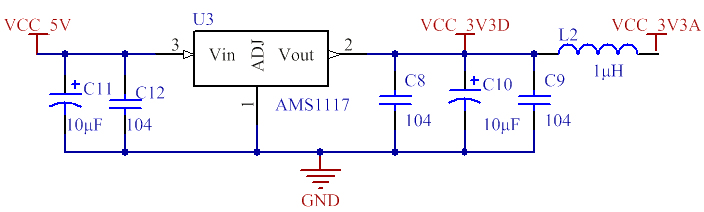 VCC_5V
U3
VCC_3V3D
L2
VCC_3V3A
3
Vin
ADJ
Vout
2
1μH
C11
C12
1
AMS1117
C8
C10
C9
10μF
104
104
10μF
104
GND